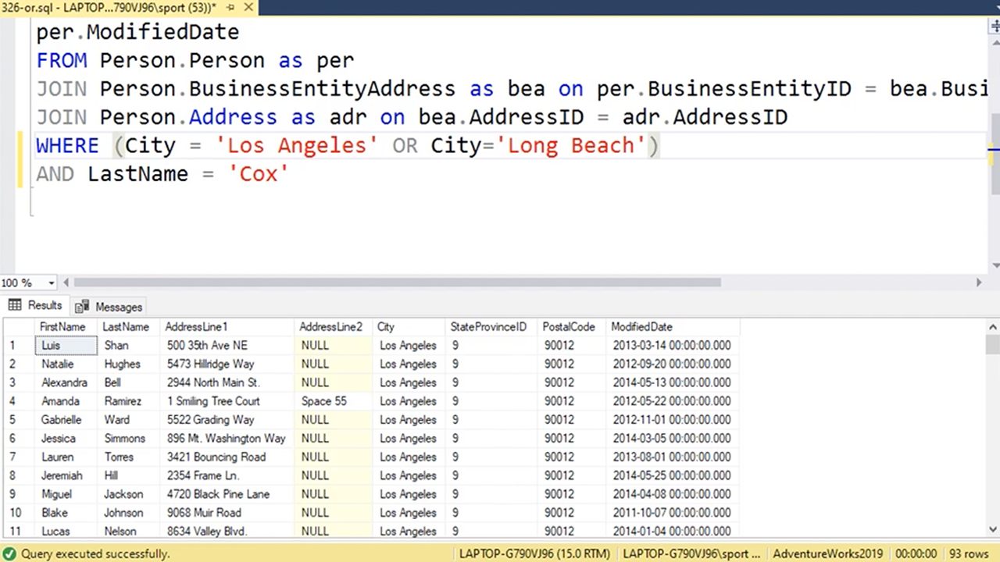 326-or.sql - LAPTOP...790VJ96\sport (53))*
per.ModifiedDate
FROM Person.Person as per
JOIN Person.BusinessEntityAddress as bea on per.BusinessEntityID = bea.Busi
JOIN Person.Address as adr on bea.AddressID = adr.AddressID
WHERE (City = 'Los Angeles' OR City='Long Beach')
AND LastName = 'Cox'
100 %
Results Messages
FirstName LastName AddressLine1 AddressLine2 City StateProvinceID PostalCode ModifiedDate
1 Luis Shan 500 35th Ave NE NULL Los Angeles 9 90012 2013-03-14 00:00:00.000
2 Natalie Hughes 5473 Hillridge Way NULL Los Angeles 9 90012 2012-09-20 00:00:00.000
3 Alexandra Bell 2944 North Main St. NULL Los Angeles 9 90012 2014-05-13 00:00:00.000
4 Amanda Ramirez 1 Smiling Tree Court Space 55 Los Angeles 9 90012 2012-05-22 00:00:00.000
5 Gabrielle Ward 5522 Grading Way NULL Los Angeles 9 90012 2012-11-01 00:00:00.000
6 Jessica Simmons 896 Mt. Washington Way NULL Los Angeles 9 90012 2014-03-05 00:00:00.000
7 Lauren Torres 3421 Bouncing Road NULL Los Angeles 9 90012 2013-08-01 00:00:00.000
8 Jeremiah Hill 2354 Frame Ln. NULL Los Angeles 9 90012 2014-05-25 00:00:00.000
9 Miguel Jackson 4720 Black Pine Lane NULL Los Angeles 9 90012 2014-04-08 00:00:00.000
10 Blake Johnson 9068 Muir Road NULL Los Angeles 9 90012 2011-10-07 00:00:00.000
11 Lucas Nelson 8634 Valley Blvd. NULL Los Angeles 9 90012 2014-01-04 00:00:00.000
Query executed successfully. LAPTOP-G790VJ96 (15.0 RTM) LAPTOP-G790VJ96\sport ... AdventureWorks2019 00:00:00 93 rows